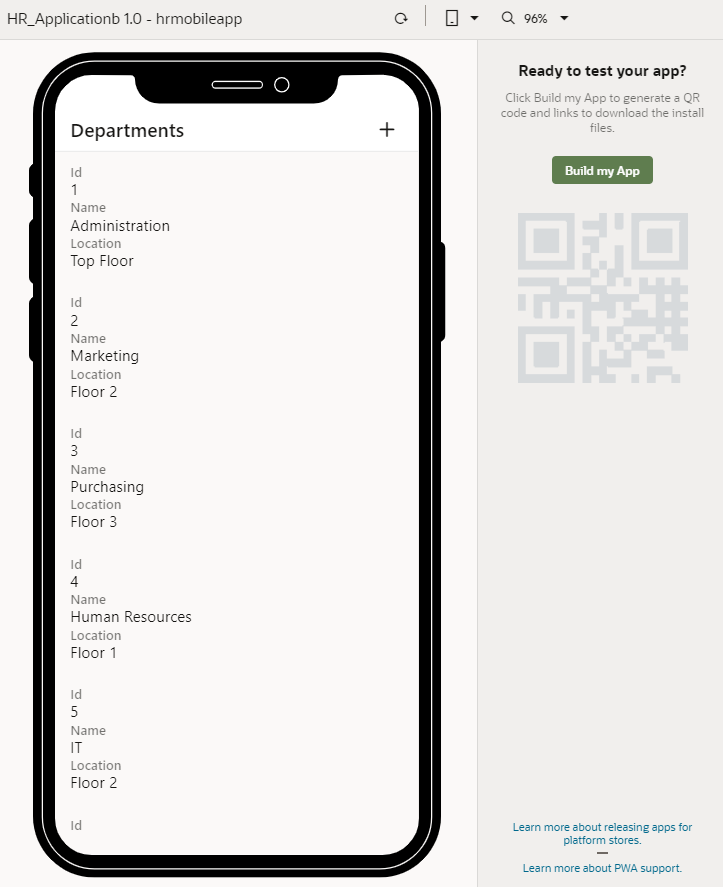 HR_Applicationb 1.0 - hrmobileapp
96%
Departments
Id
1
Name
Administration
Location
Top Floor
Id
2
Name
Marketing
Location
Floor 2
Id
3
Name
Purchasing
Location
Floor 3
Id
4
Name
Human Resources
Location
Floor 1
Id
5
Name
IT
Location
Floor 2
Id
Ready to test your app?
Click Build my App to generate a QR
code and links to download the install
files.
Build my App
Learn more about releasing apps for
platform stores.
Learn more about PWA support.